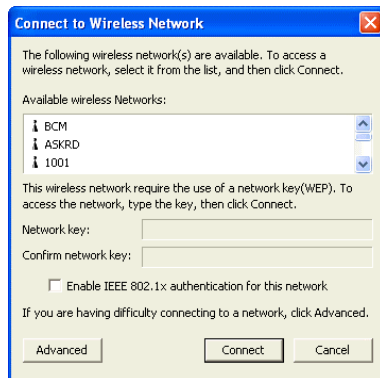 Connect to Wireless Network
The following wireless network(s) are available. To access a
wireless network, select it from the list, and then click Connect.
Available wireless Networks:
BCM
ASKRD
1001
This wireless network require the use of a network key(WEP). To
access the network, type the key, then click Connect.
Network key:
Confirm network key:
Enable IEEE 802.1x authentication for this network
If you are having difficulty connecting to a network, click Advanced.
Advanced Connect Cancel